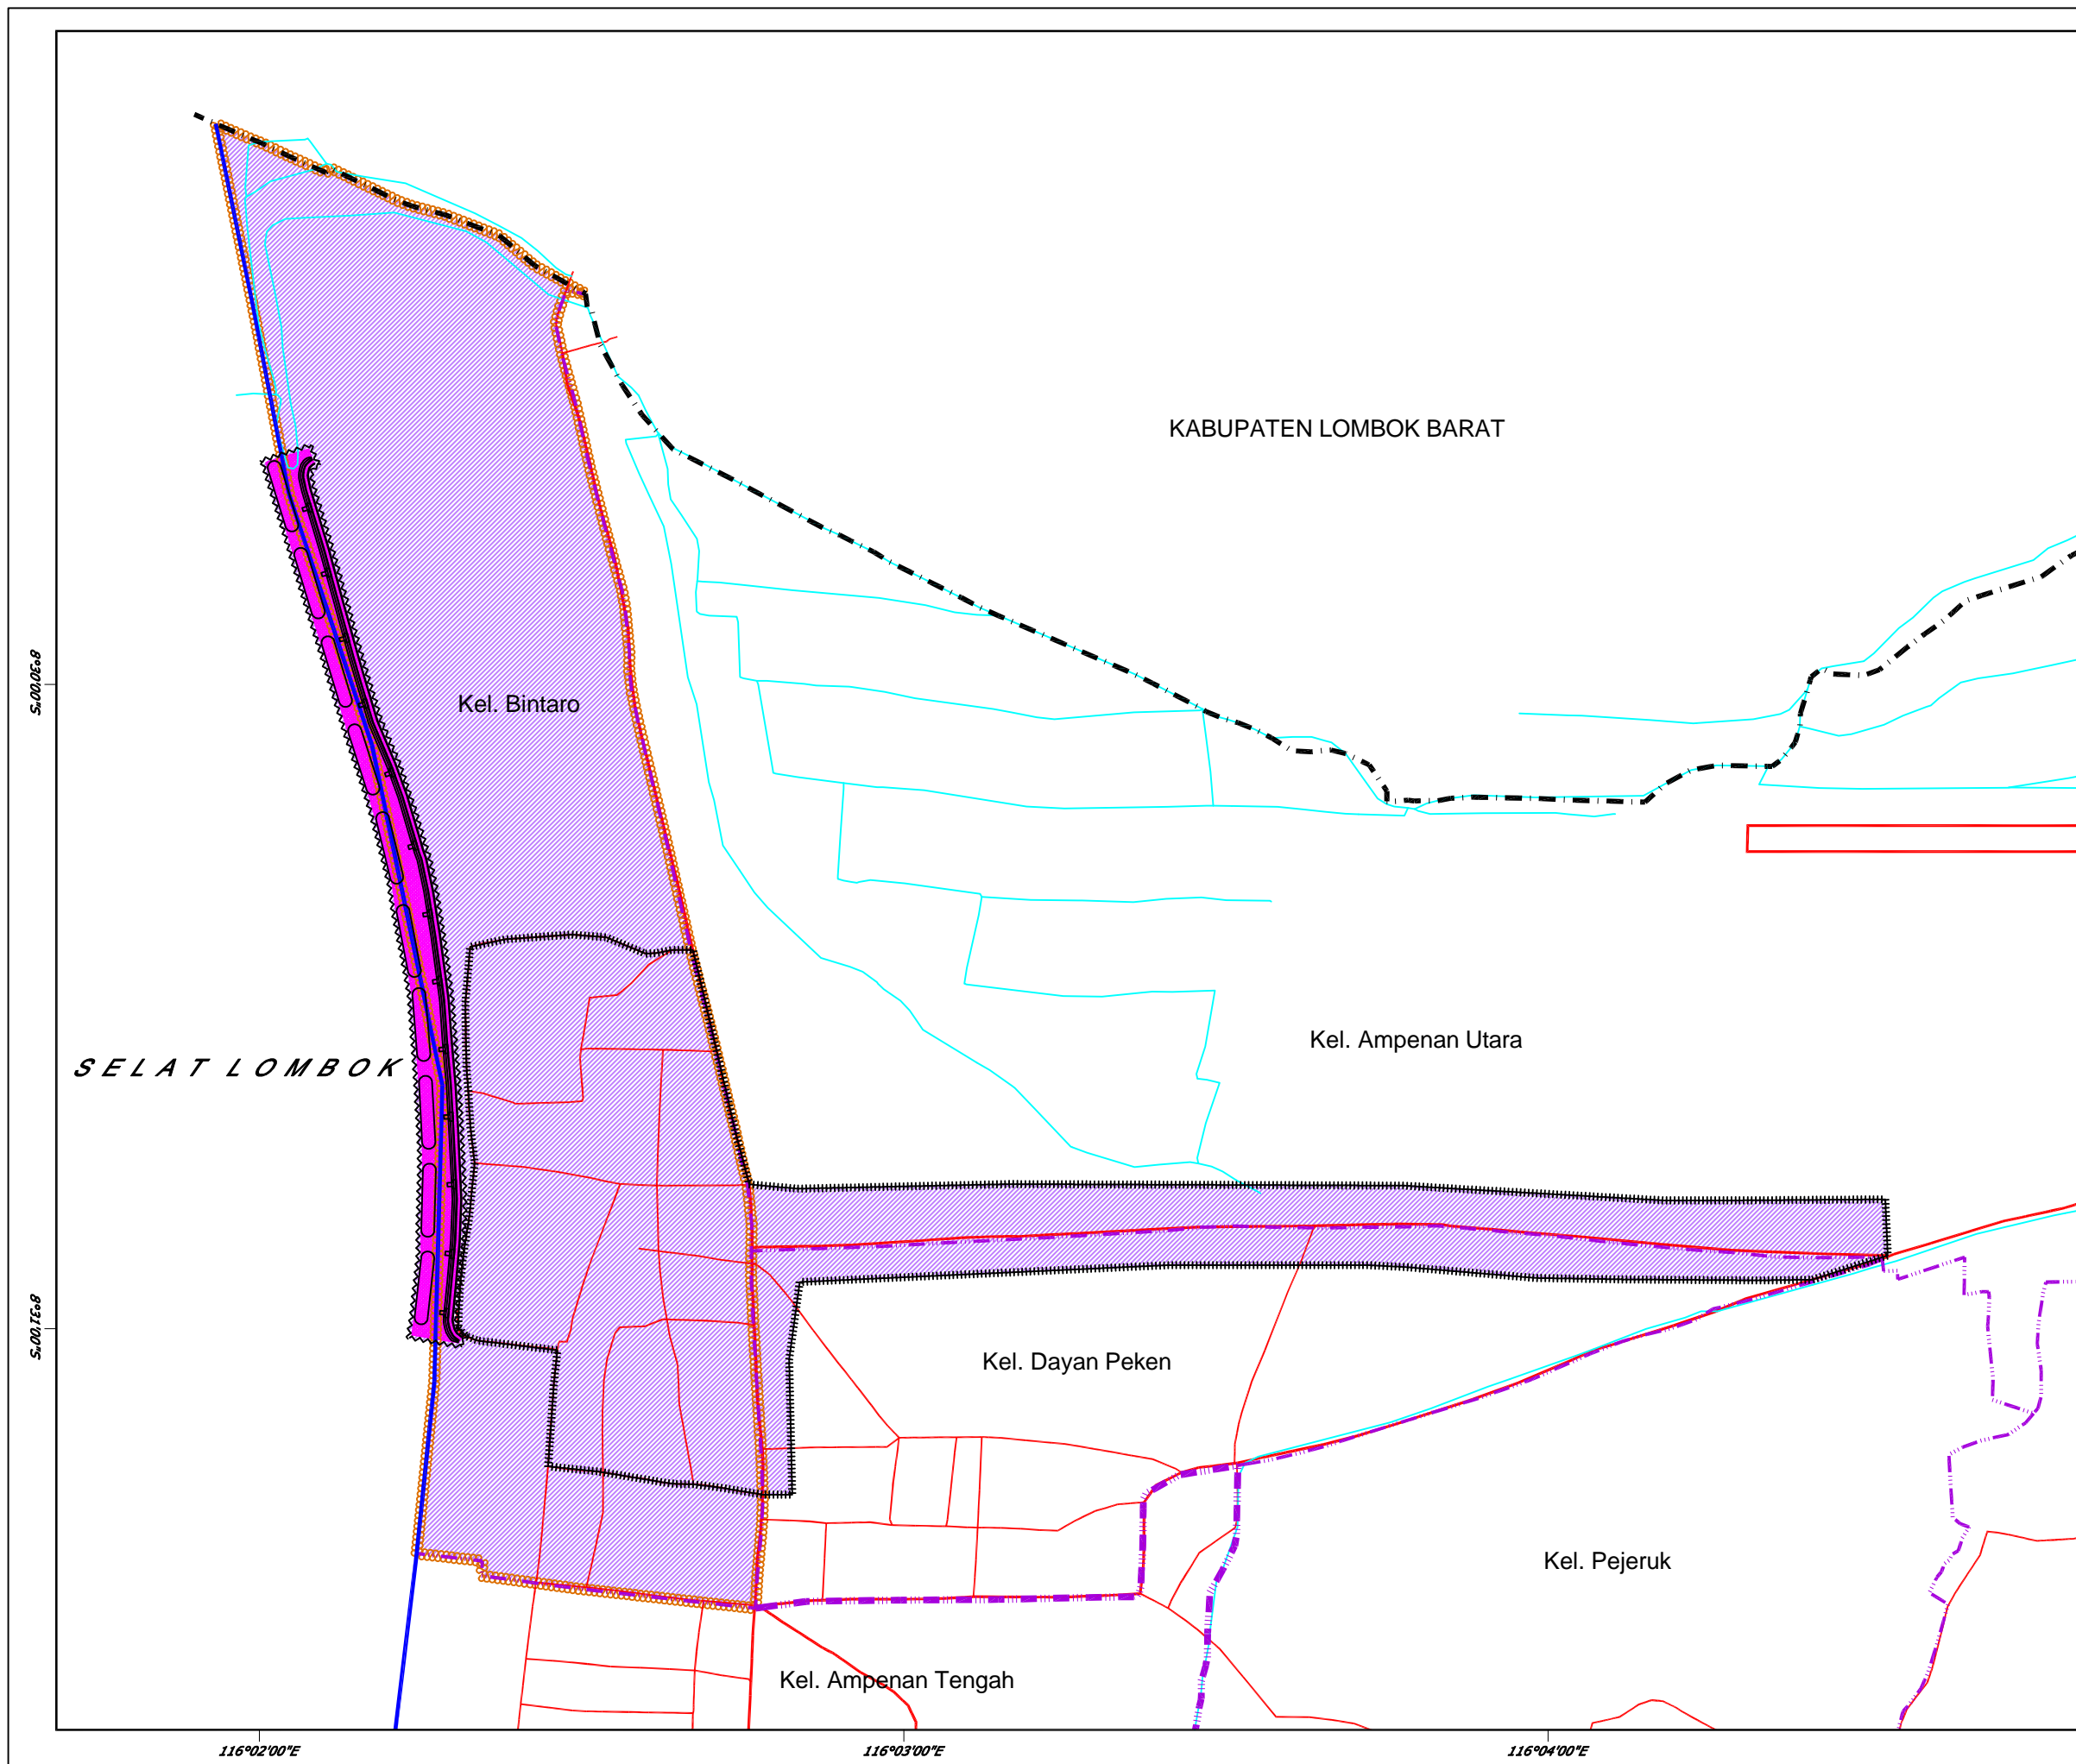 KABUPATEN LOMBOK BARAT
8°30'00"S
Kel. Bintaro
Kel. Ampenan Utara
SELAT LOMBOK
8°31'00"S
Kel. Dayan Peken
Kel. Pejeruk
Kel. Ampenan Tengah
116°02'00"E
116°03'00"E
116°04'00"E